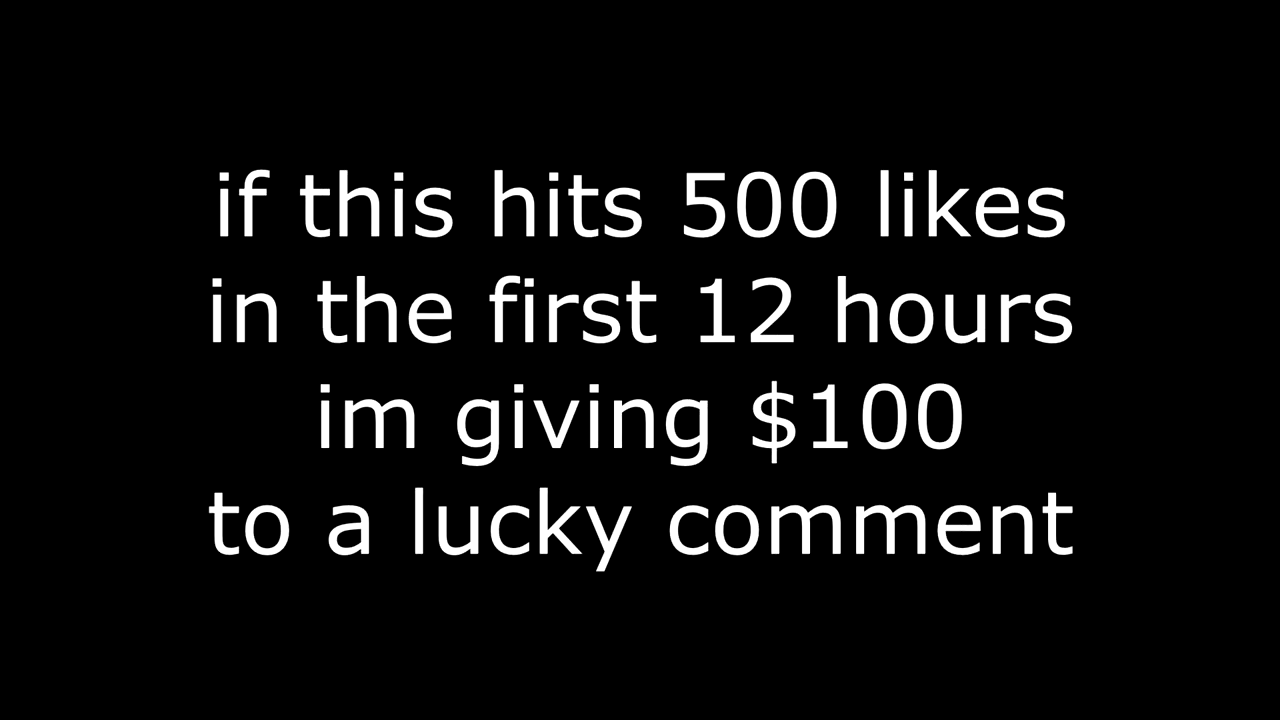 if this hits 500 likes
in the first 12 hours
im giving $100
to a lucky comment